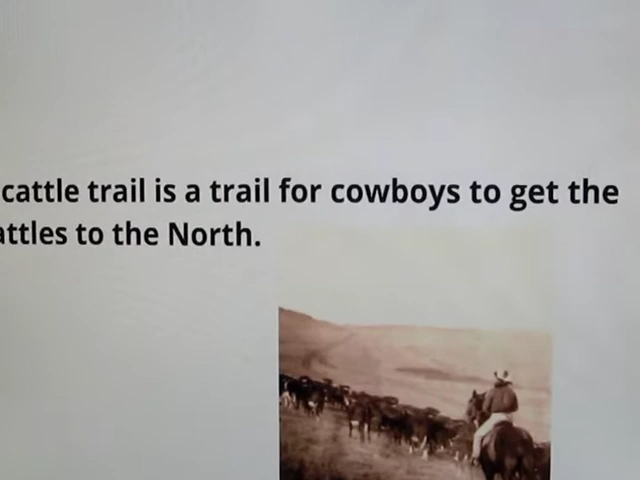 cattle trail is a trail for cowboys to get the
attles to the North.